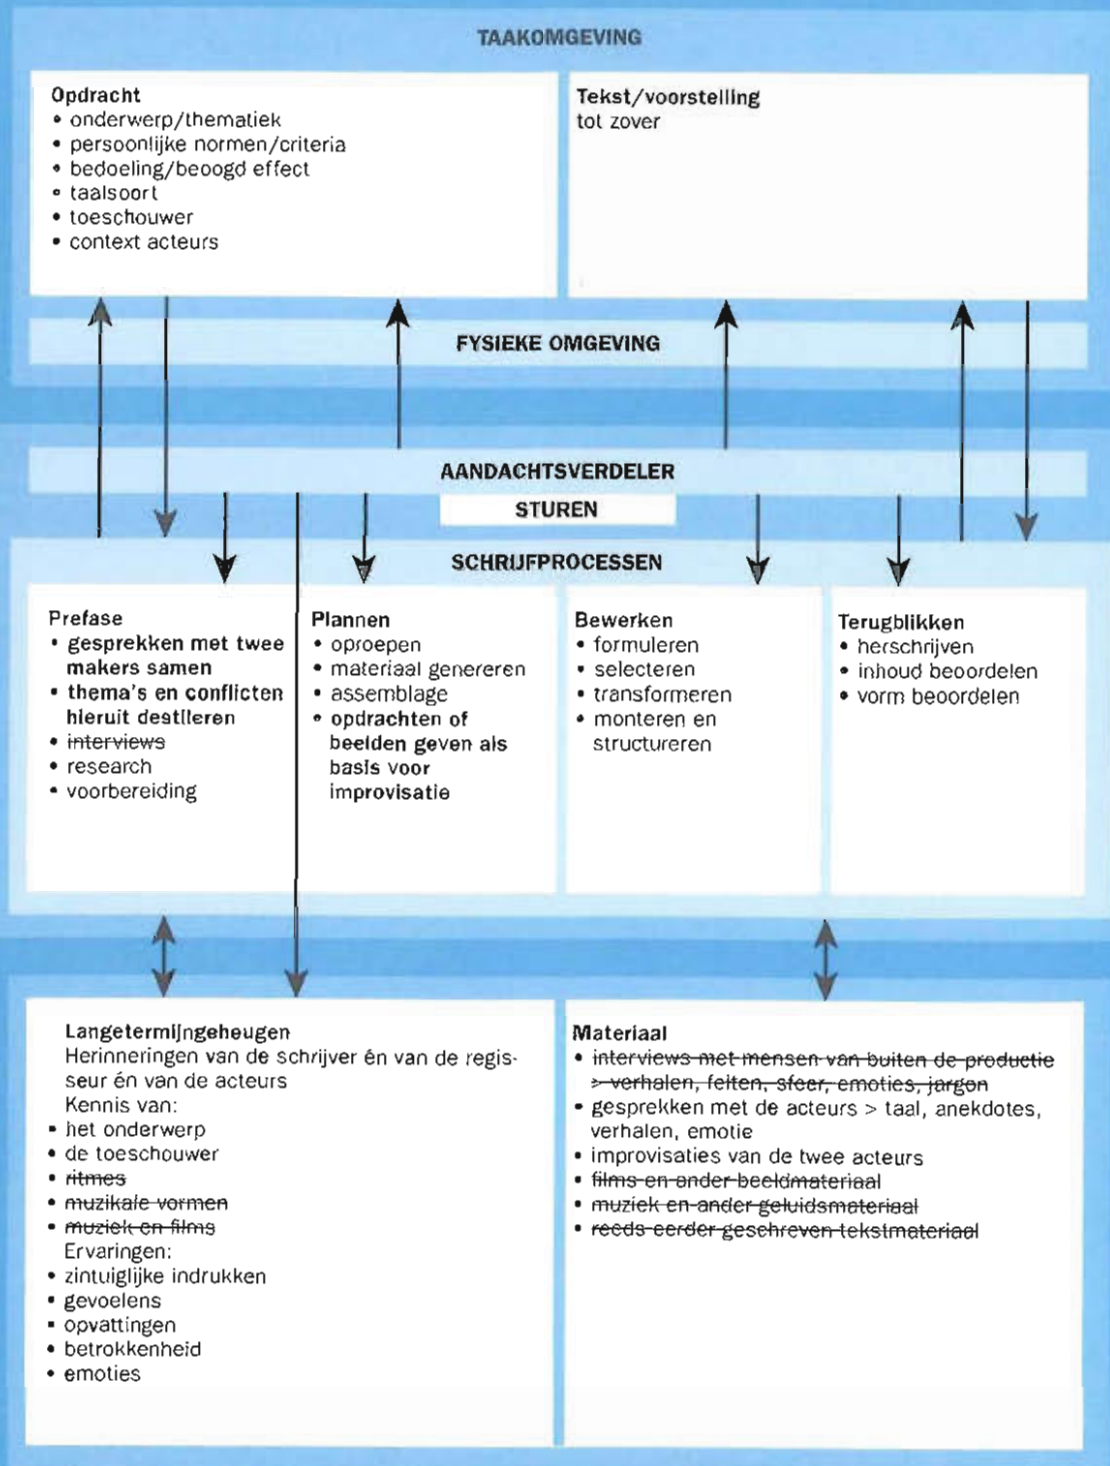 TAAKOMGEVING
Opdracht
• onderwerp/thematiek
• persoonlijke normen/criteria
• bedoeling/beoogd effect
• taalsoort
• toeschouwer
• context acteurs
Tekst/voorstelling
tot zover
FYSIEKE OMGEVING
AANDACHTSVERDELER
STUREN
SCHRIJFPROCESSEN
Prefase
• gesprekken met twee
makers samen
• thema's en conflicten
hieruit destileren
• interviews
• research
• voorbereiding
Plannen
• oproepen
• materiaal genereren
• assemblage
• opdrachten of
beelden geven als
basis voor
improvisatie
Bewerken
• formuleren
• selecteren
• transformeren
• monteren en
structureren
Terugblikken
• herschrijven
• inhoud beoordelen
• vorm beoordelen
Langetermijngeheugen
Herinneringen van de schrijver én van de regis-
seur én van de acteurs
Kennis van:
• het onderwerp
• de toeschouwer
• ritmes
• muzikale vormen
• muziek en films
Ervaringen:
• zintuiglijke indrukken
• gevoelens
• opvattingen
• betrokkenheid
• emoties
Materiaal
• interviews met mensen van buiten de productie
> verhalen, feiten, sfeer, emoties, jargon
• gesprekken met de acteurs > taal, anekdotes,
verhalen, emotie
• improvisaties van de twee acteurs
• films en ander beeldmateriaal
• muziek en ander geluidsmateriaal
• reeds eerder geschreven tekstmateriaal